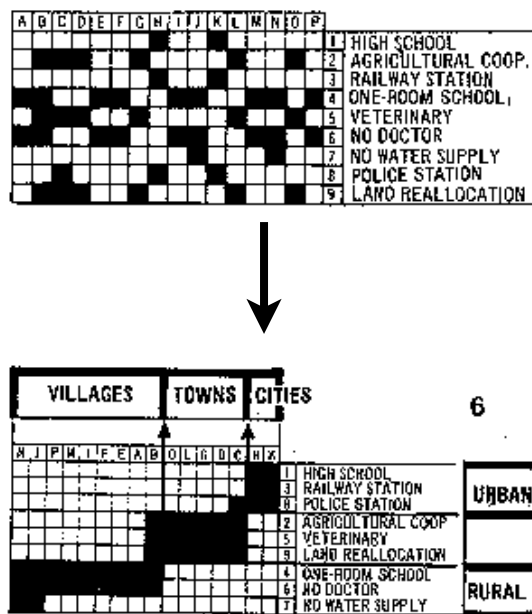 A B C D E F G H I J K L M N O P
1 HIGH SCHOOL
2 AGRICULTURAL COOP.
3 RAILWAY STATION
4 ONE-ROOM SCHOOL
5 VETERINARY
6 NO DOCTOR
7 NO WATER SUPPLY
8 POLICE STATION
9 LAND REALLOCATION
VILLAGES TOWNS CITIES
6
1 HIGH SCHOOL
3 RAILWAY STATION
8 POLICE STATION
2 AGRICULTURAL COOP
5 VETERINARY
9 LAND REALLOCATION
4 ONE-ROOM SCHOOL
6 NO DOCTOR
7 NO WATER SUPPLY
URBAN
RURAL